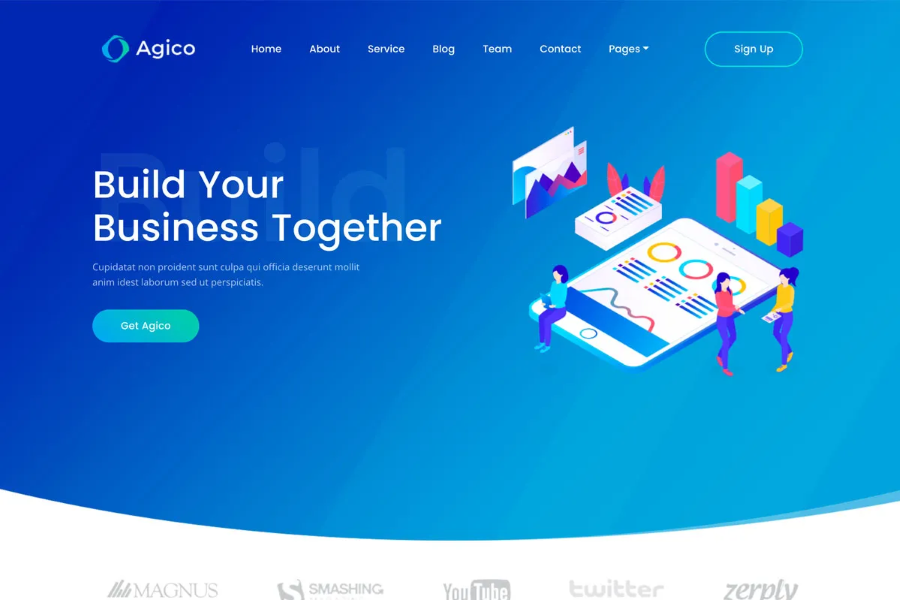 Agico
Home
About
Service
Blog
Team
Contact
Pages
Sign Up
Build
Build Your
Business Together
Cupidatat non proident sunt culpa qui officia deserunt mollit
anim idest laborum sed ut perspiciatis.
Get Agico
MAGNUS
SMASHING
YouTube
twitter
zerply